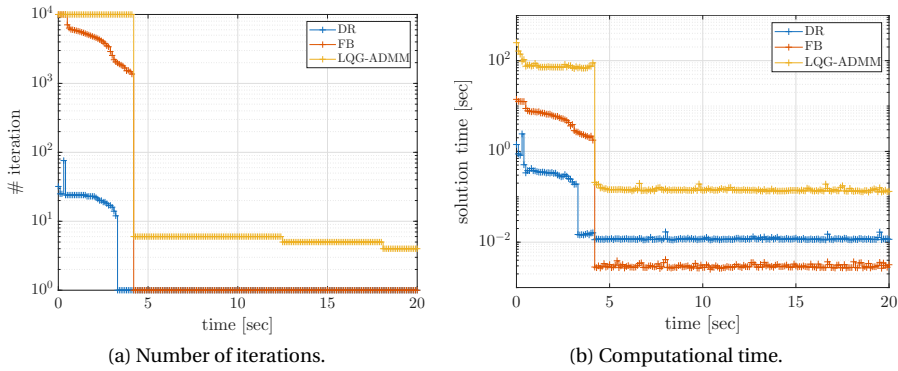 10^4
10^3
10^2
10^1
10^0
# iteration
DR
FB
LQG-ADMM
0
5
10
15
20
time [sec]
(a) Number of iterations.
10^2
10^0
10^-2
solution time [sec]
DR
FB
LQG-ADMM
0
5
10
15
20
time [sec]
(b) Computational time.